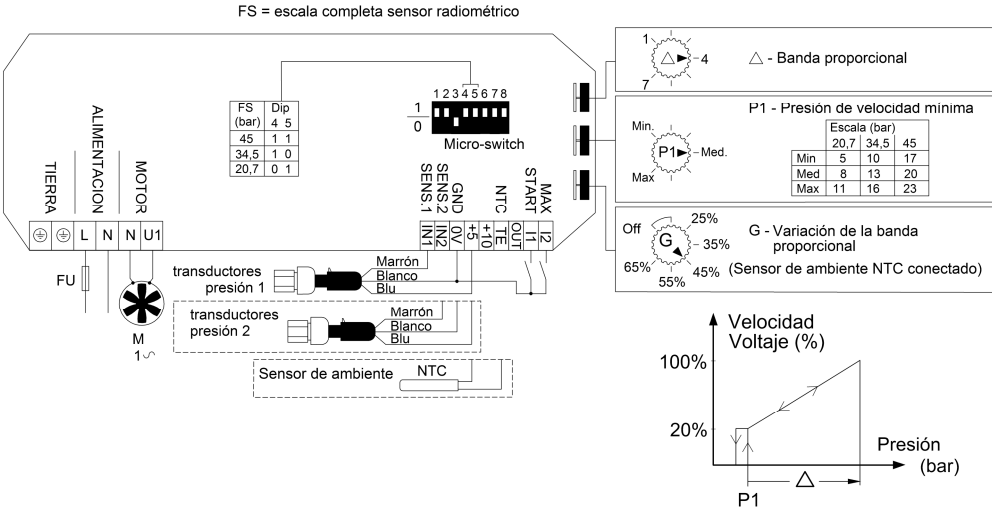 FS = escala completa sensor radiométrico
FS (bar) Dip 4 5
45 1 1
34,5 1 0
20,7 0 1
1 2 3 4 5 6 7 8
1
0
Micro-switch
TIERRA
ALIMENTACION
MOTOR
L N N U1
FU
M
1
SENS.1
SENS.2
GND
NTC
START
MAX
IN1 IN2 0V +5 +10 TE OUT I1 I2
transductores
presión 1
Marrón
Blanco
Blu
transductores
presión 2
Marrón
Blanco
Blu
Sensor de ambiente
NTC
1
4
7
△ - Banda proporcional
P1 - Presión de velocidad mínima
Min.
P1
Med.
Max
Escala (bar)
20,7 34,5 45
Min 5 10 17
Med 8 13 20
Max 11 16 23
Off
25%
G
35%
45%
55%
65%
G - Variación de la banda
proporcional
(Sensor de ambiente NTC conectado)
Velocidad
Voltaje (%)
100%
20%
Presión
(bar)
△
P1